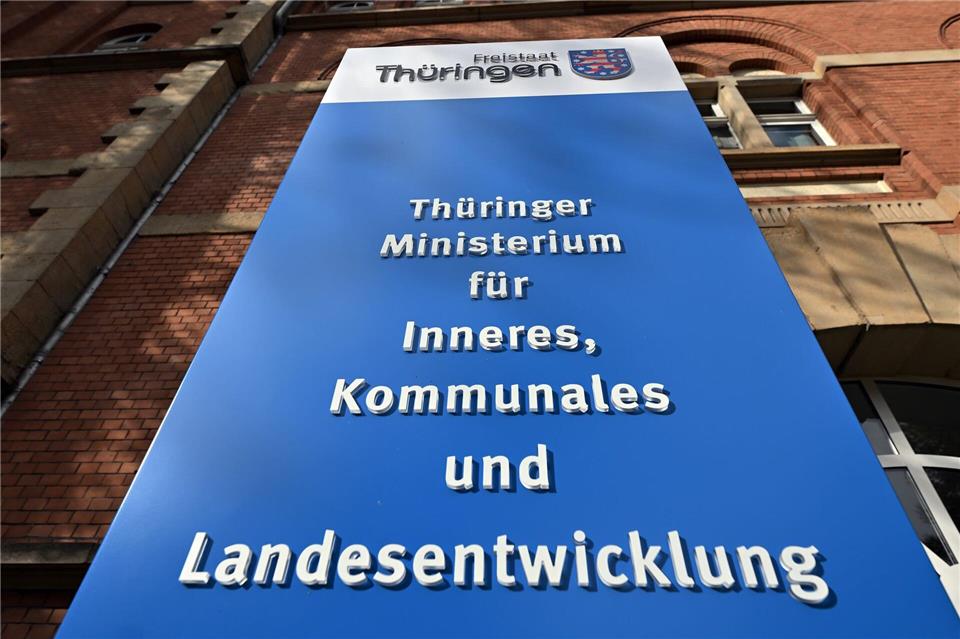 Freistaat
Thüringen
Thüringer
Ministerium
für
Inneres,
Kommunales
und
Landesentwicklung